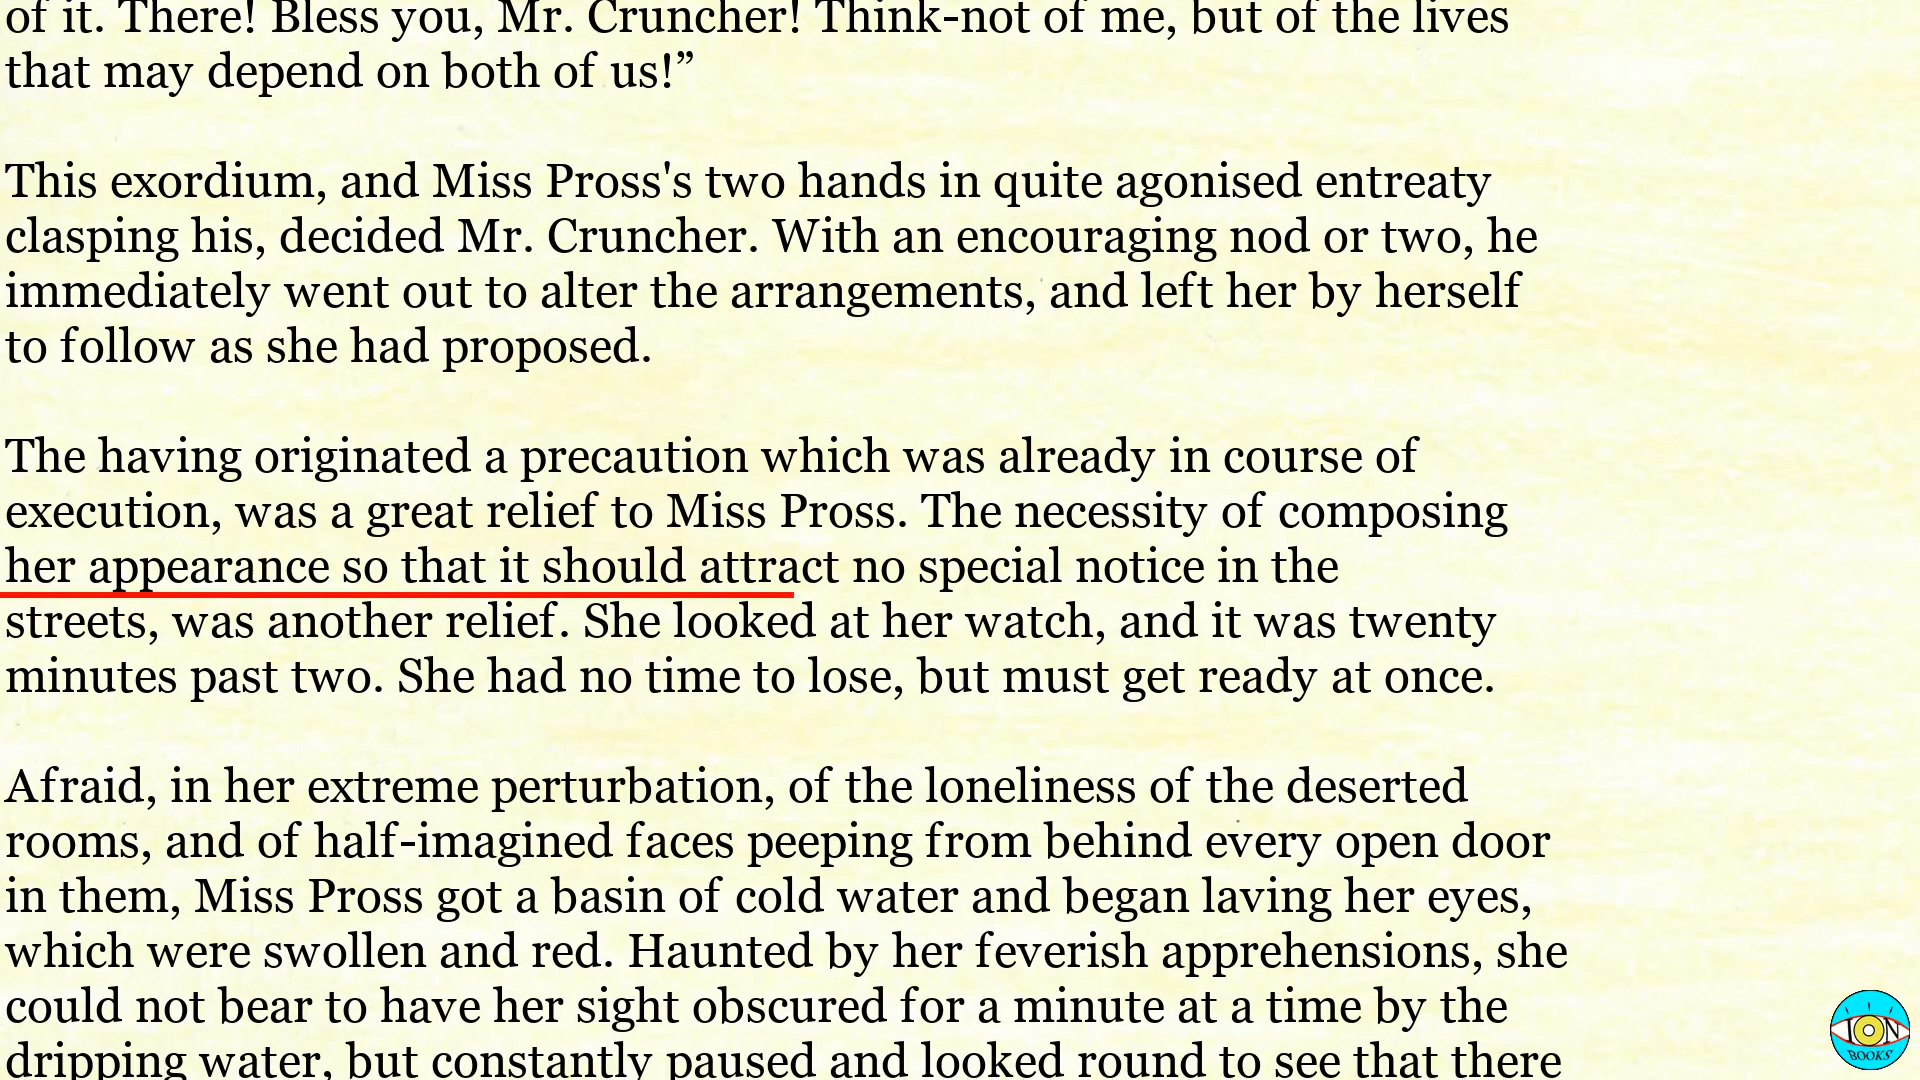 of it. There! Bless you, Mr. Cruncher! Think-not of me, but of the lives
that may depend on both of us!”
This exordium, and Miss Pross's two hands in quite agonised entreaty
clasping his, decided Mr. Cruncher. With an encouraging nod or two, he
immediately went out to alter the arrangements, and left her by herself
to follow as she had proposed.
The having originated a precaution which was already in course of
execution, was a great relief to Miss Pross. The necessity of composing
her appearance so that it should attract no special notice in the
streets, was another relief. She looked at her watch, and it was twenty
minutes past two. She had no time to lose, but must get ready at once.
Afraid, in her extreme perturbation, of the loneliness of the deserted
rooms, and of half-imagined faces peeping from behind every open door
in them, Miss Pross got a basin of cold water and began laving her eyes,
which were swollen and red. Haunted by her feverish apprehensions, she
could not bear to have her sight obscured for a minute at a time by the
dripping water, but constantly paused and looked round to see that there
ION
BOOKS